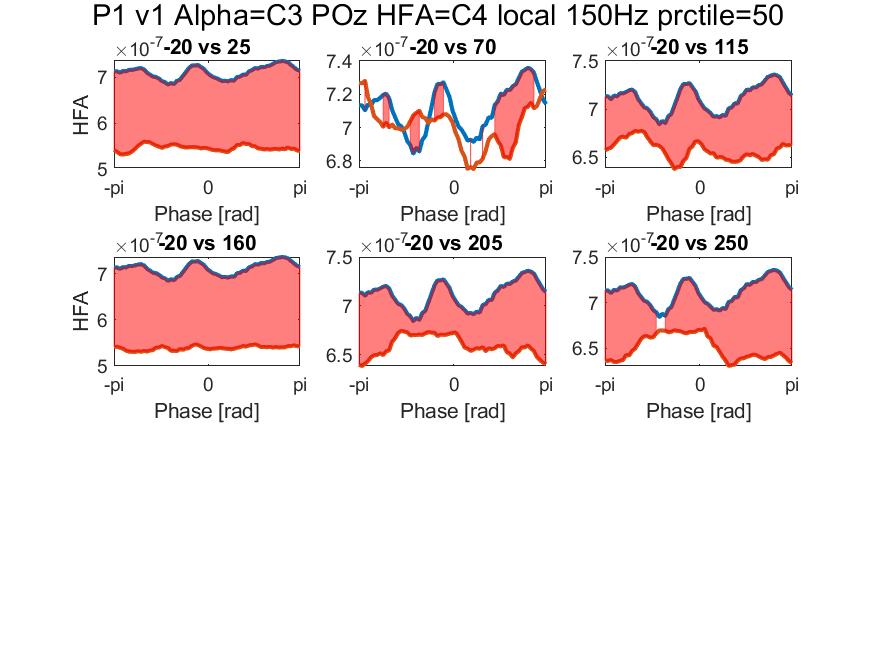 P1 v1 Alpha=C3 POz HFA=C4 local 150Hz prctile=50
×10-7 -20 vs 25
7
6
5
HFA
-pi 0 pi
Phase [rad]
×10-7 -20 vs 70
7.4
7.2
7
6.8
-pi 0 pi
Phase [rad]
×10-7 -20 vs 115
7.5
7
6.5
-pi 0 pi
Phase [rad]
×10-7 -20 vs 160
7
6
5
HFA
-pi 0 pi
Phase [rad]
×10-7 -20 vs 205
7.5
7
6.5
-pi 0 pi
Phase [rad]
×10-7 -20 vs 250
7.5
7
6.5
-pi 0 pi
Phase [rad]